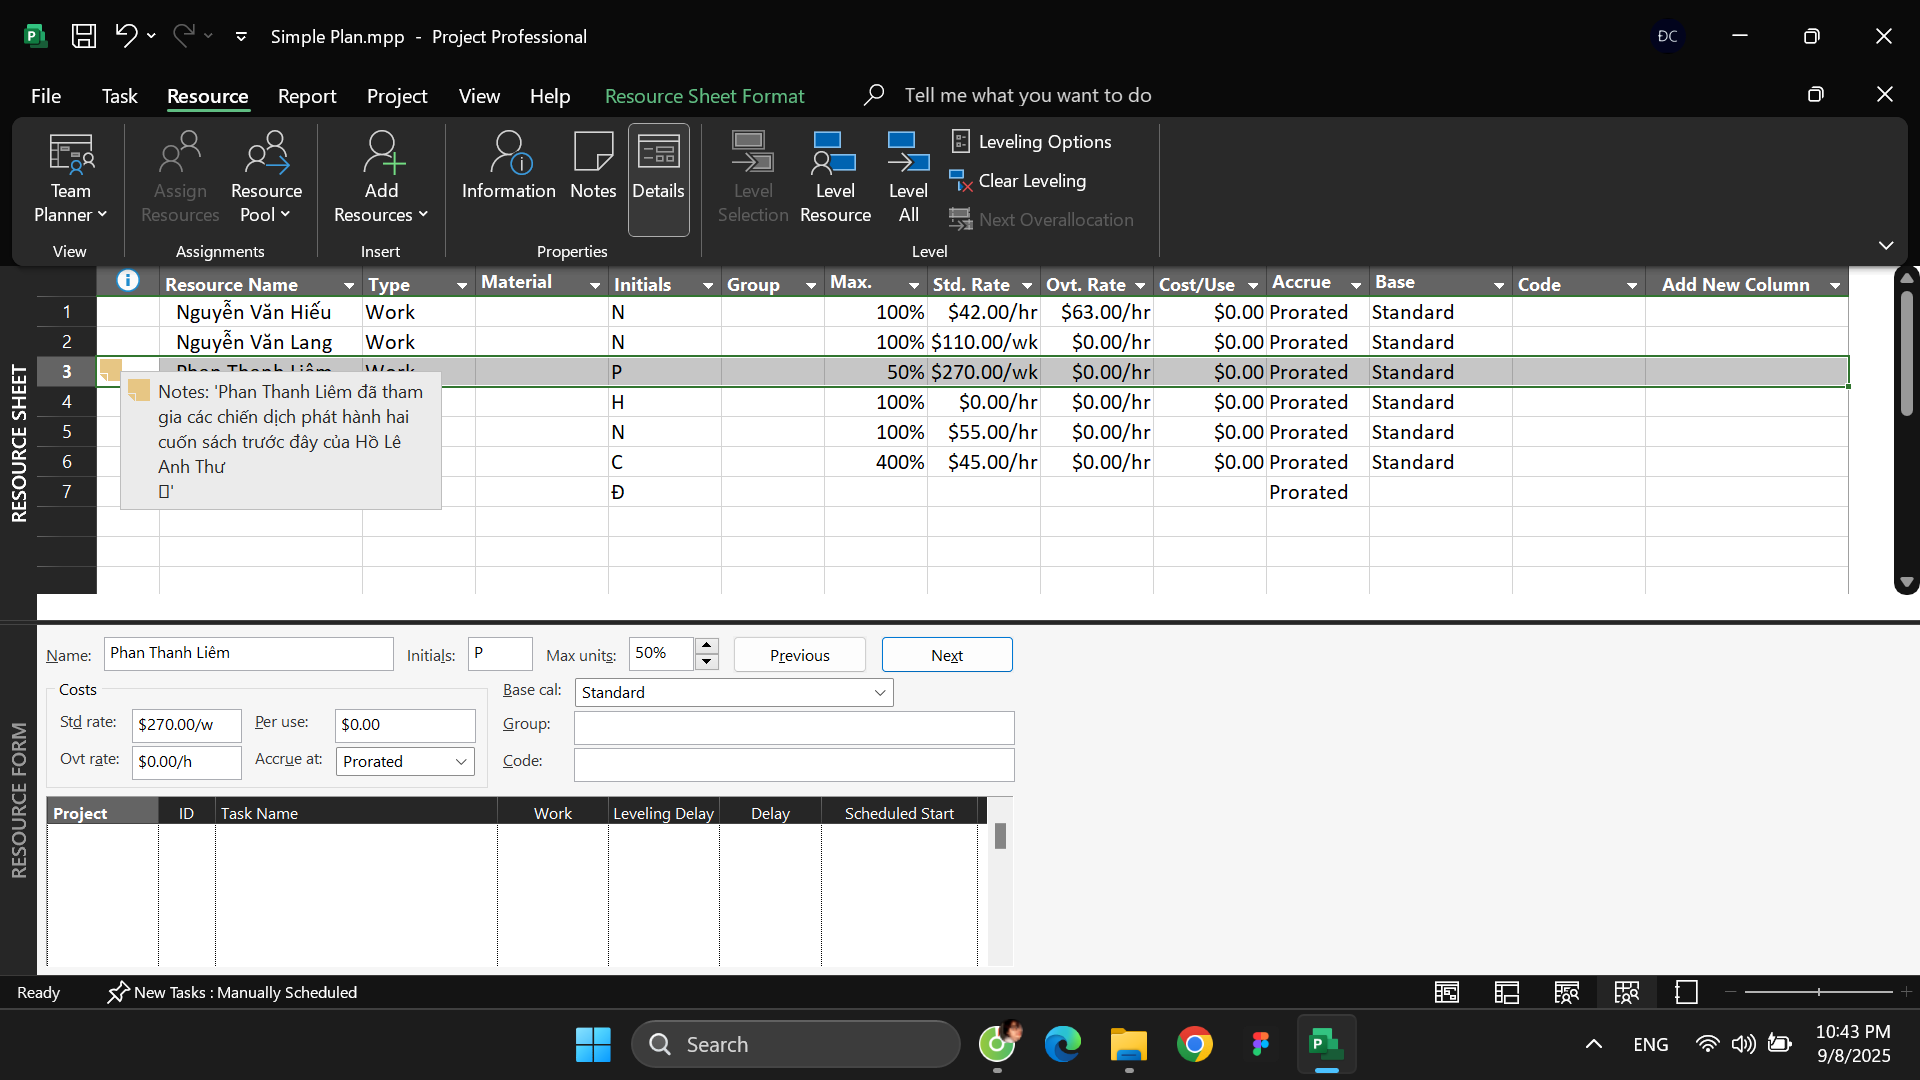 Simple Plan.mpp - Project Professional
ĐC
File Task Resource Report Project View Help Resource Sheet Format Tell me what you want to do
Team Planner
Assign Resources
Resource Pool
Add Resources
Information
Notes
Details
Level Selection
Level Resource
Level All
Leveling Options
Clear Leveling
Next Overallocation
View Assignments Insert Properties Level
Resource Name Type Material Initials Group Max. Std. Rate Ovt. Rate Cost/Use Accrue Base Code Add New Column
1 Nguyễn Văn Hiếu Work N 100% $42.00/hr $63.00/hr $0.00 Prorated Standard
2 Nguyễn Văn Lang Work N 100% $110.00/wk $0.00/hr $0.00 Prorated Standard
3 Phan Thanh Liêm Work P 50% $270.00/wk $0.00/hr $0.00 Prorated Standard
4 H 100% $0.00/hr $0.00/hr $0.00 Prorated Standard
5 N 100% $55.00/hr $0.00/hr $0.00 Prorated Standard
6 C 400% $45.00/hr $0.00/hr $0.00 Prorated Standard
7 Đ Prorated
Notes: 'Phan Thanh Liêm đã tham
gia các chiến dịch phát hành hai
cuốn sách trước đây của Hồ Lê
Anh Thư
'
RESOURCE SHEET
Name: Phan Thanh Liêm Initials: P Max units: 50% Previous Next
Costs
Std rate: $270.00/w Per use: $0.00
Ovt rate: $0.00/h Accrue at: Prorated
Base cal: Standard
Group:
Code:
Project ID Task Name Work Leveling Delay Delay Scheduled Start
RESOURCE FORM
Ready New Tasks : Manually Scheduled
Search
ENG
10:43 PM
9/8/2025